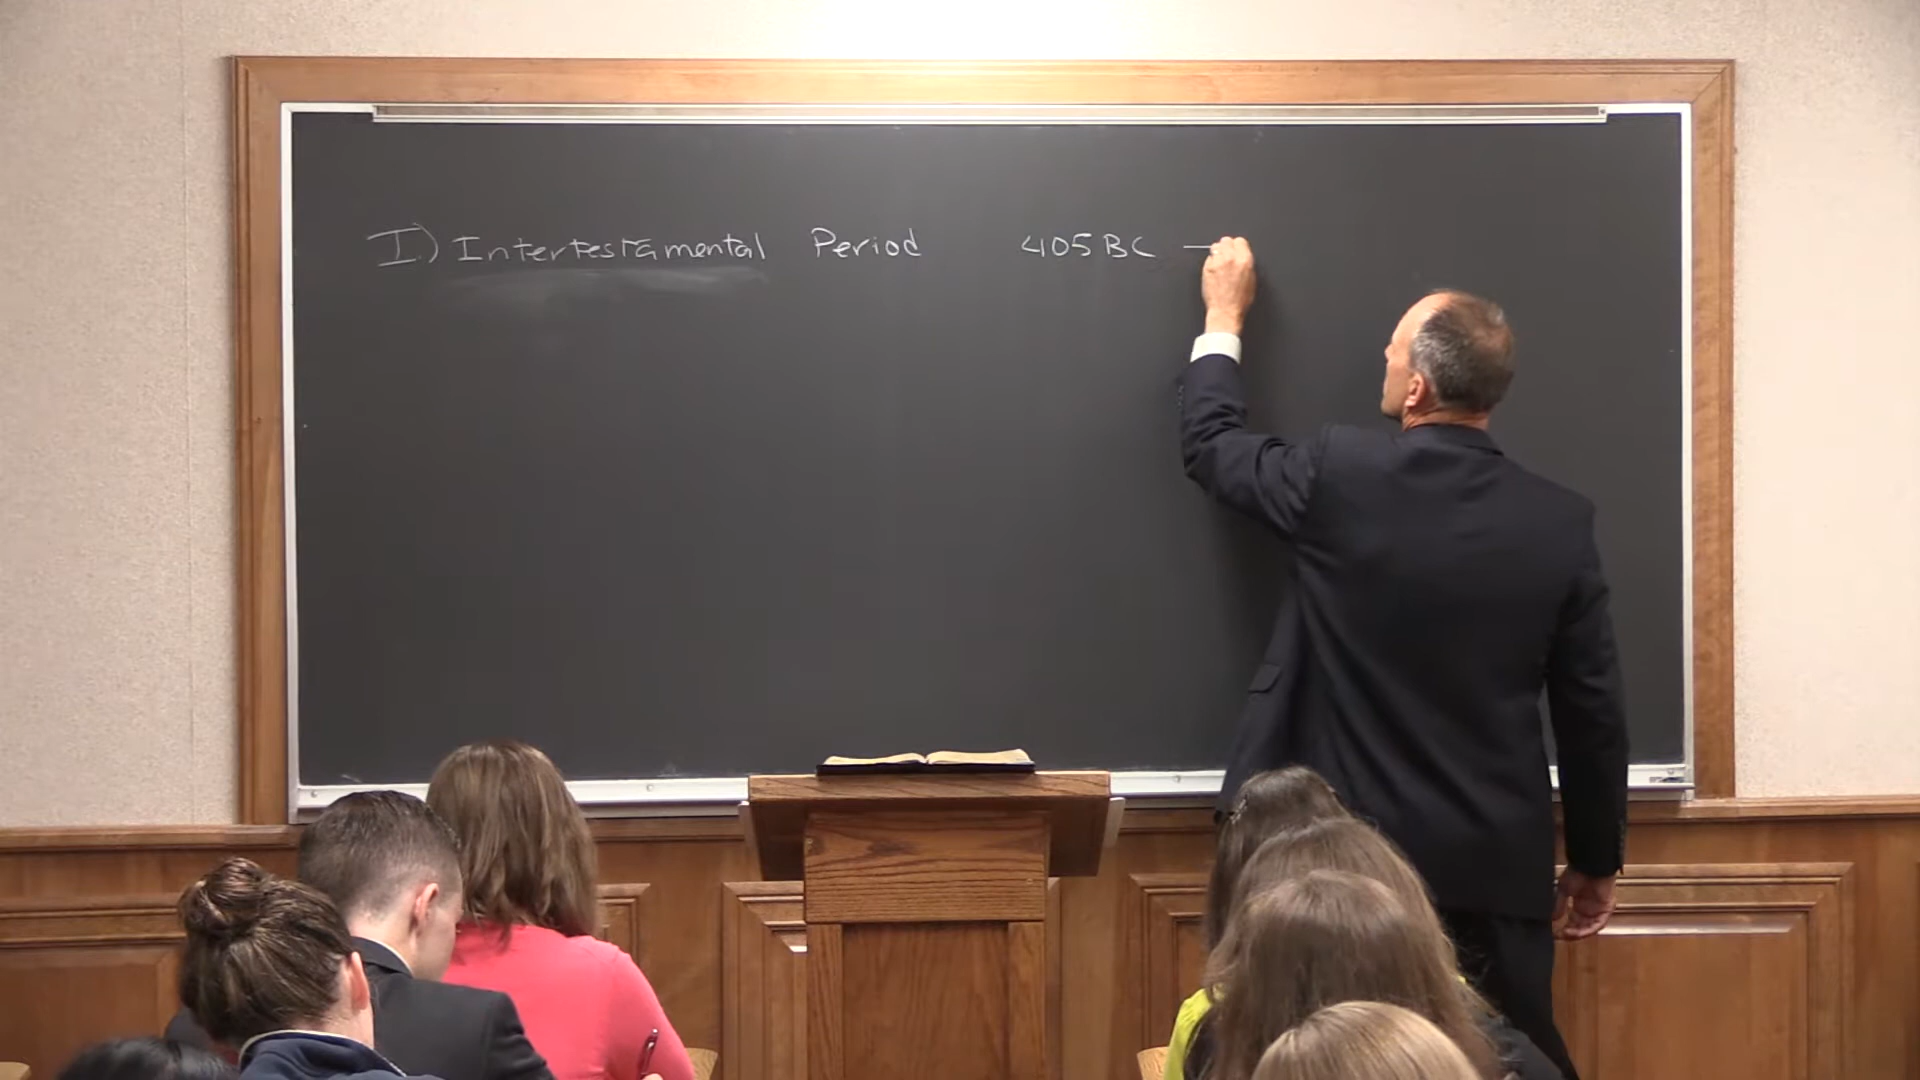 I.) Intertestamental Period 405 BC —